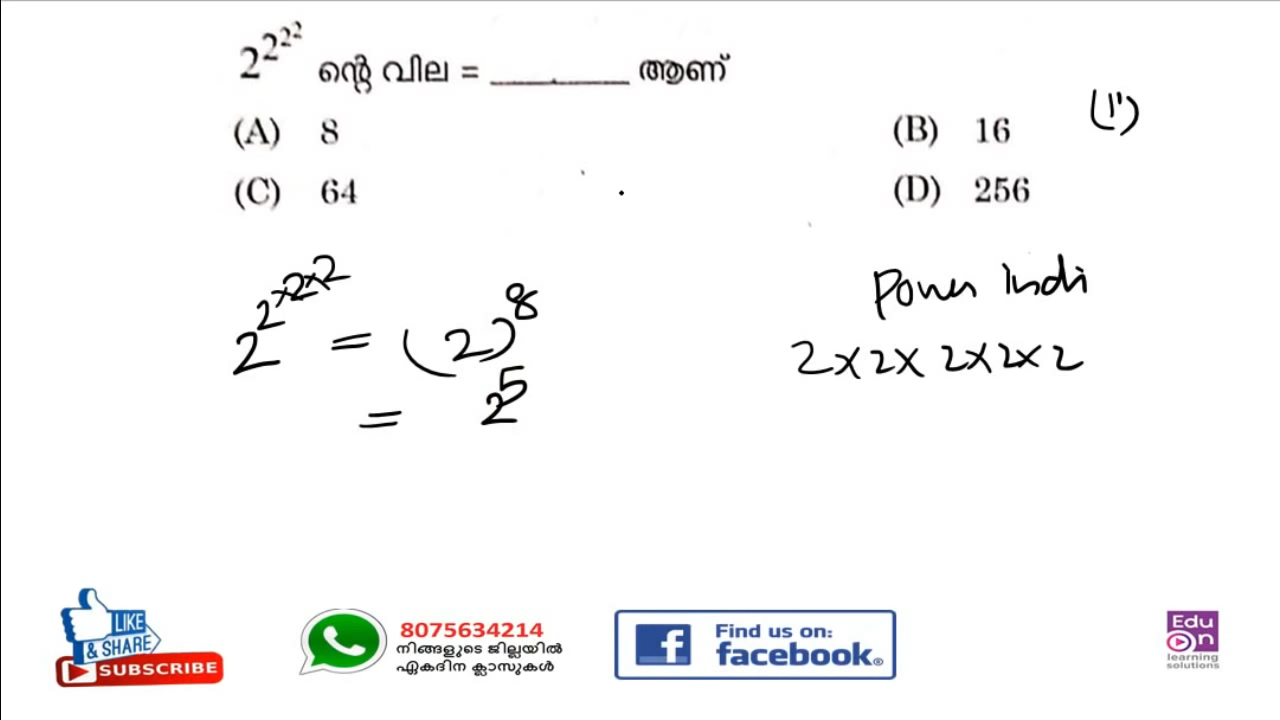 2^2^2^2 ന്റെ വില = ________ ആണ്
(A) 8 (B) 16 (1')
(C) 64 (D) 256
2^2×2×2 = (2)^8
= 2^5
Power Indi
2×2×2×2×2
LIKE
& SHARE
SUBSCRIBE
8075634214
നിങ്ങളുടെ ജില്ലയിൽ
ഏകദിന ക്ലാസുകൾ
Find us on:
facebook®
Edu
On
learning
solutions